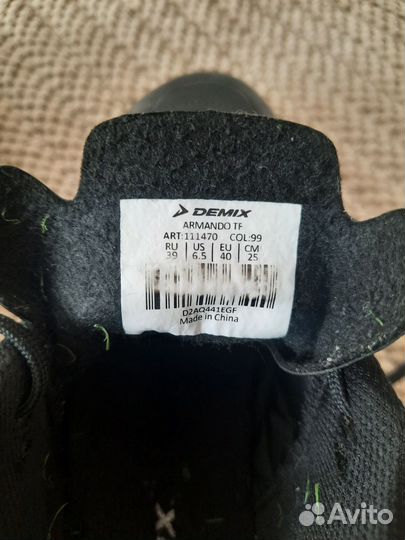 DEMIX
ARMANDO TF
ART:111470 COL:99
RU US EU CM
39 6.5 40 25
D2AO441EGF
Made in China
Avito